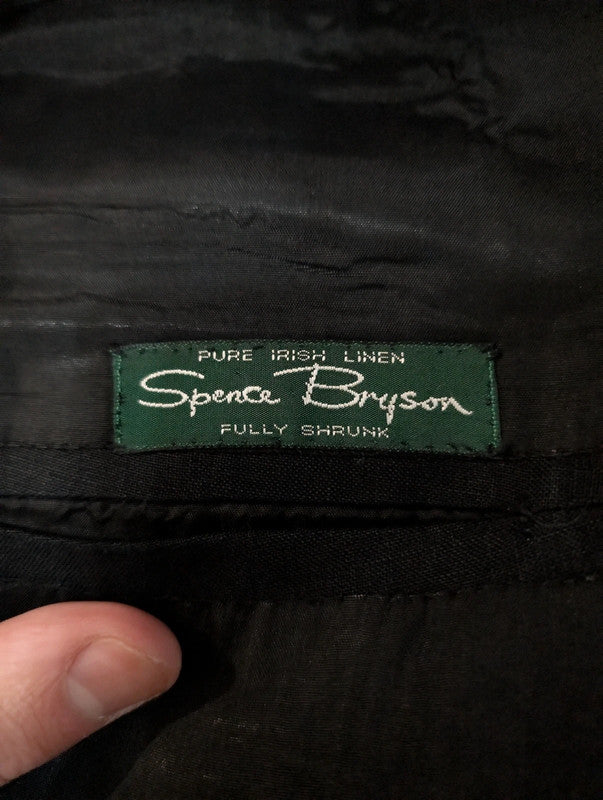 PURE IRISH LINEN
Spence Bryson
FULLY SHRUNK